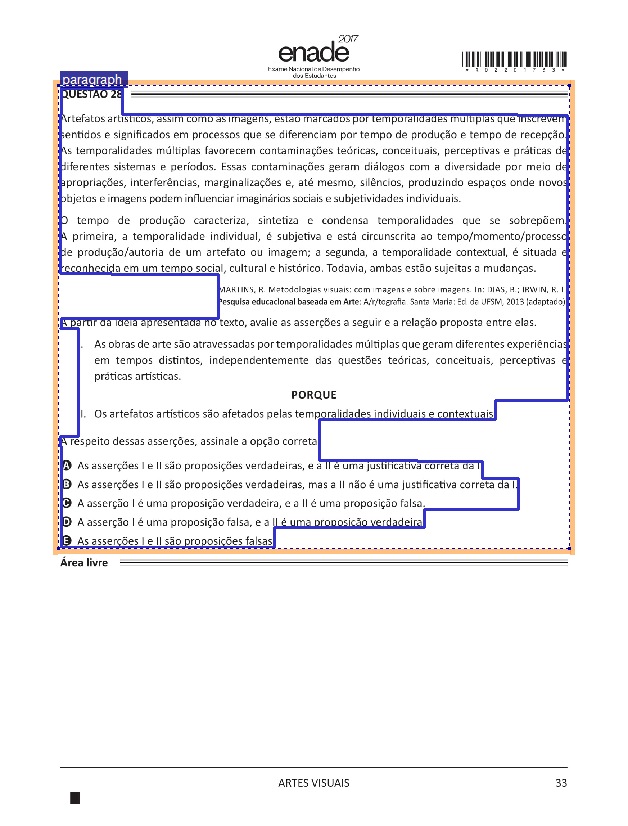 2017
enade
Exame Nacional de Desempenho
dos Estudantes
*R0220175 3*
paragraph
QUESTÃO 28
Artefatos artísticos, assim como as imagens, estão marcados por temporalidades múltiplas que inscrevem
sentidos e significados em processos que se diferenciam por tempo de produção e tempo de recepção.
As temporalidades múltiplas favorecem contaminações teóricas, conceituais, perceptivas e práticas de
diferentes sistemas e períodos. Essas contaminações geram diálogos com a diversidade por meio de
apropriações, interferências, marginalizações e, até mesmo, silêncios, produzindo espaços onde novos
objetos e imagens podem influenciar imaginários sociais e subjetividades individuais.
O tempo de produção caracteriza, sintetiza e condensa temporalidades que se sobrepõem.
A primeira, a temporalidade individual, é subjetiva e está circunscrita ao tempo/momento/processo
de produção/autoria de um artefato ou imagem; a segunda, a temporalidade contextual, é situada e
reconhecida em um tempo social, cultural e histórico. Todavia, ambas estão sujeitas a mudanças.
MARTINS, R. Metodologias visuais: com imagens e sobre imagens. In: DIAS, B.; IRWIN, R. L.
Pesquisa educacional baseada em Arte: A/r/tografia. Santa Maria: Ed. da UFSM, 2013 (adaptado).
A partir da ideia apresentada no texto, avalie as asserções a seguir e a relação proposta entre elas.
I. As obras de arte são atravessadas por temporalidades múltiplas que geram diferentes experiências
em tempos distintos, independentemente das questões teóricas, conceituais, perceptivas e
práticas artísticas.
PORQUE
II. Os artefatos artísticos são afetados pelas temporalidades individuais e contextuais.
A respeito dessas asserções, assinale a opção correta.
A As asserções I e II são proposições verdadeiras, e a II é uma justificativa correta da I.
B As asserções I e II são proposições verdadeiras, mas a II não é uma justificativa correta da I.
C A asserção I é uma proposição verdadeira, e a II é uma proposição falsa.
D A asserção I é uma proposição falsa, e a II é uma proposição verdadeira.
E As asserções I e II são proposições falsas.
Área livre
ARTES VISUAIS
33